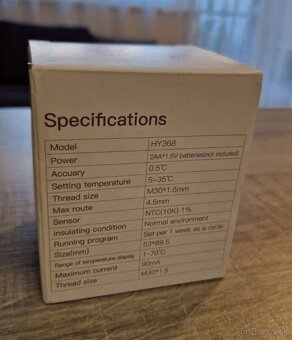 Specifications
Model HY368
Power 2AA*1.5V batteries(not included)
Accuary 0.5℃
Setting temperature 5~35℃
Thread size M30*1.5mm
Max route 4.5mm
Sensor NTC(10K) 1%
insulating condition Normal environment
Running program Set-per 1 week as a cycle
Size(mm) 53*89.5
Range of temperature display 1~70℃
Maximum current 90mA
Thread size M30*1.5